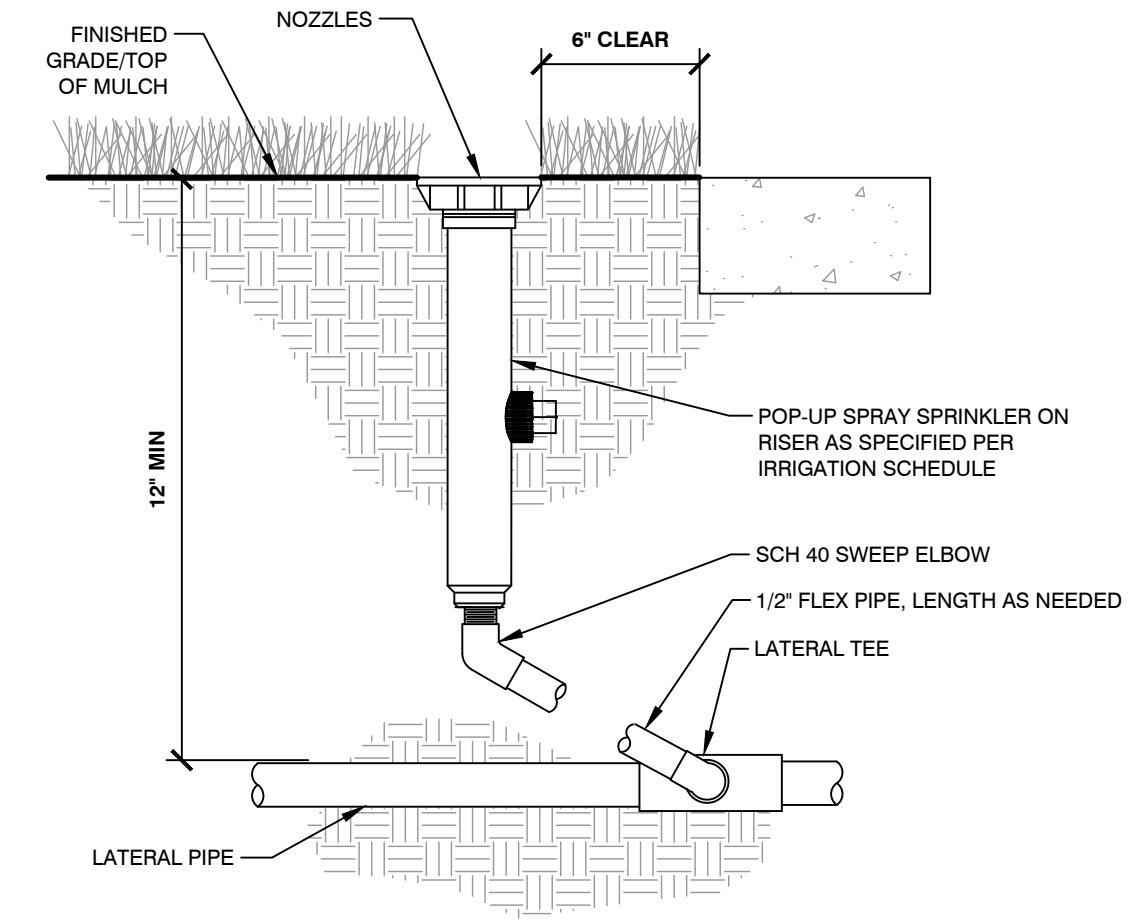 NOZZLES
FINISHED
GRADE/TOP
OF MULCH
6" CLEAR
12" MIN
POP-UP SPRAY SPRINKLER ON
RISER AS SPECIFIED PER
IRRIGATION SCHEDULE
SCH 40 SWEEP ELBOW
1/2" FLEX PIPE, LENGTH AS NEEDED
LATERAL TEE
LATERAL PIPE